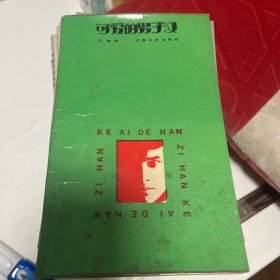 可爱的男子汉
KE AI DE NAN
ZI-HAN
ZI HAN KE
AI DE NAN